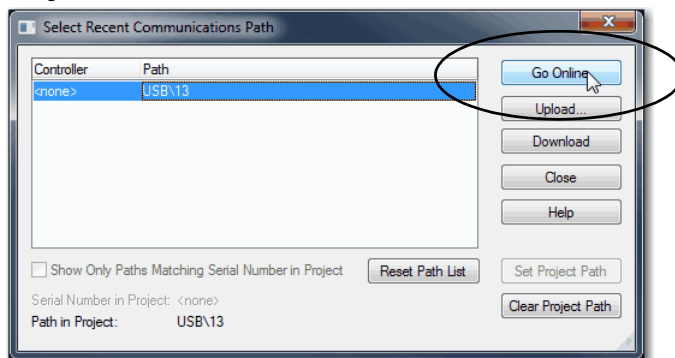 Select Recent Communications Path
Controller Path
<none> USB\13
Go Online
Upload...
Download
Close
Help
Show Only Paths Matching Serial Number in Project
Reset Path List
Set Project Path
Serial Number in Project: <none>
Clear Project Path
Path in Project: USB\13